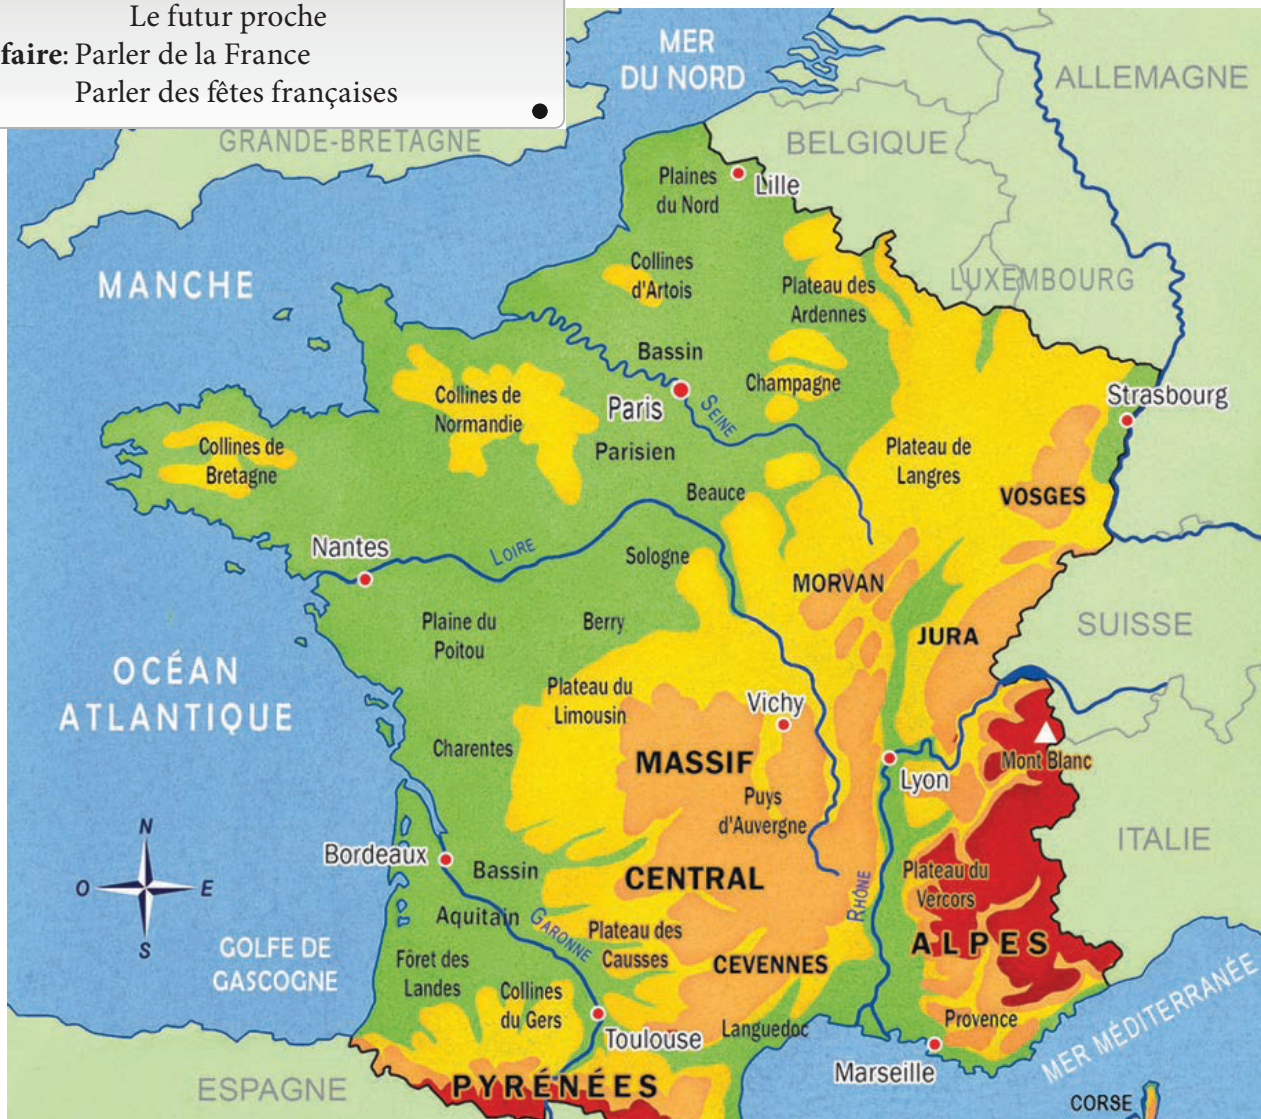 Le futur proche
faire: Parler de la France
Parler des fêtes françaises
MER
DU NORD
ALLEMAGNE
GRANDE-BRETAGNE
BELGIQUE
Plaines
du Nord
Lille
MANCHE
Collines
d'Artois
Plateau des
Ardennes
LUXEMBOURG
Bassin
Paris
SEINE
Champagne
Strasbourg
Collines de
Normandie
Collines de
Bretagne
Parisien
Plateau de
Langres
Beauce
VOSGES
Nantes
LOIRE
Sologne
MORVAN
Plaine du
Poitou
Berry
JURA
SUISSE
OCÉAN
ATLANTIQUE
Plateau du
Limousin
Vichy
Charentes
MASSIF
Mont Blanc
Lyon
Puys
d'Auvergne
ITALIE
N
O
E
S
Bordeaux
Bassin
CENTRAL
RHÔNE
Plateau du
Vercors
Aquitain
GARONNE
Plateau des
Causses
ALPES
GOLFE DE
GASCOGNE
Fôret des
Landes
CEVENNES
Collines
du Gers
Toulouse
Languedoc
Provence
MER MÉDITERRANÉE
Marseille
ESPAGNE
PYRÉNÉES
CORSE